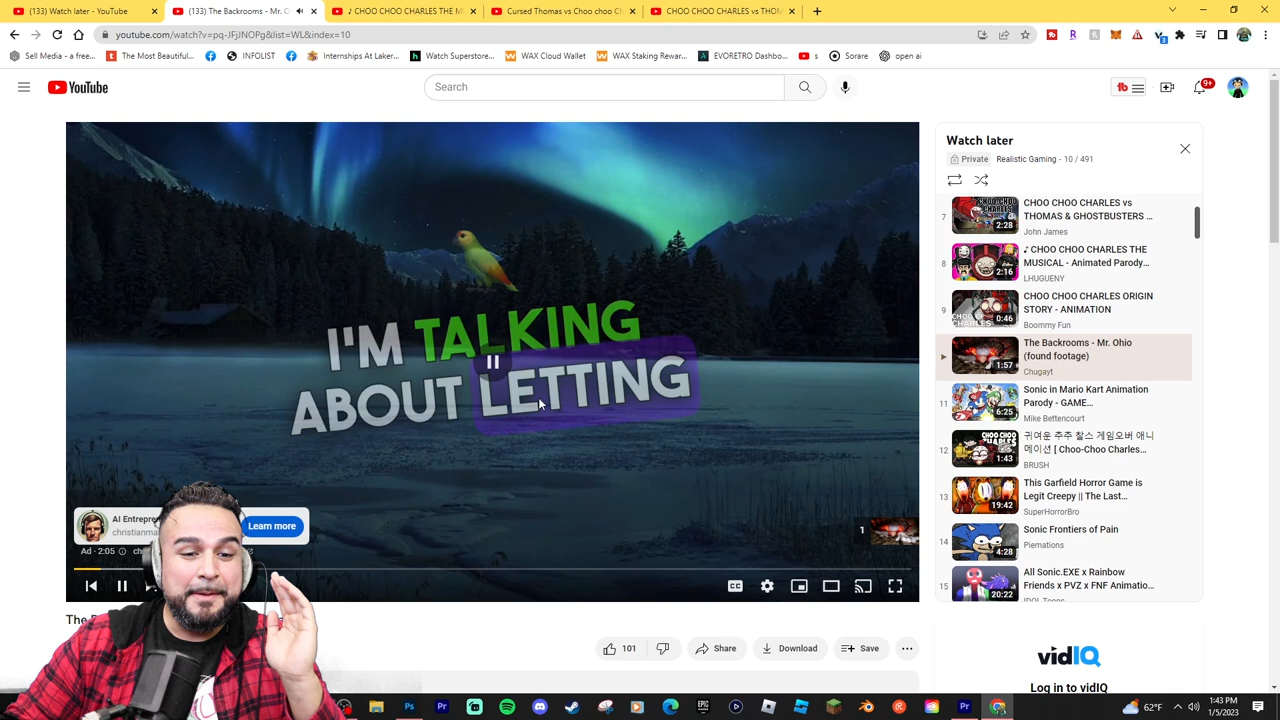 (133) Watch later - YouTube
(133) The Backrooms - Mr. O
♪ CHOO CHOO CHARLES THE M
Cursed Thomas vs Choo Choo C
CHOO CHOO CHARLES vs THOM
youtube.com/watch?v=pq-JFjJNOPg&list=WL&index=10
Sell Media - a free...
The Most Beautiful...
INFOLIST
Internships At Laker...
Watch Superstore...
WAX Cloud Wallet
WAX Staking Rewar...
EVORETRO Dashbo...
s
Sorare
open ai
YouTube
Search
9+
I'M TALKING
ABOUT LETTING
AI Entrepre
christianma
Learn more
Ad · 2:05
1
101
Share
Download
Save
Watch later
Private
Realistic Gaming - 10 / 491
7
2:28
CHOO CHOO CHARLES vs
THOMAS & GHOSTBUSTERS ...
John James
8
2:16
♪ CHOO CHOO CHARLES THE
MUSICAL - Animated Parody...
LHUGUENY
9
0:46
CHOO CHOO CHARLES ORIGIN
STORY - ANIMATION
Boommy Fun
1:57
The Backrooms - Mr. Ohio
(found footage)
Chugayt
11
6:25
Sonic in Mario Kart Animation
Parody - GAME...
Mike Bettencourt
12
1:43
귀여운 주주 찰스 게임오버 애니
메이션 [ Choo-Choo Charles...
BRUSH
13
19:42
This Garfield Horror Game is
Legit Creepy || The Last...
SuperHorrorBro
14
4:28
Sonic Frontiers of Pain
Piemations
15
20:22
All Sonic.EXE x Rainbow
Friends x PVZ x FNF Animatio...
IDOL Toons
vidIQ
Log in to vidIQ
62°F
1:43 PM
1/5/2023